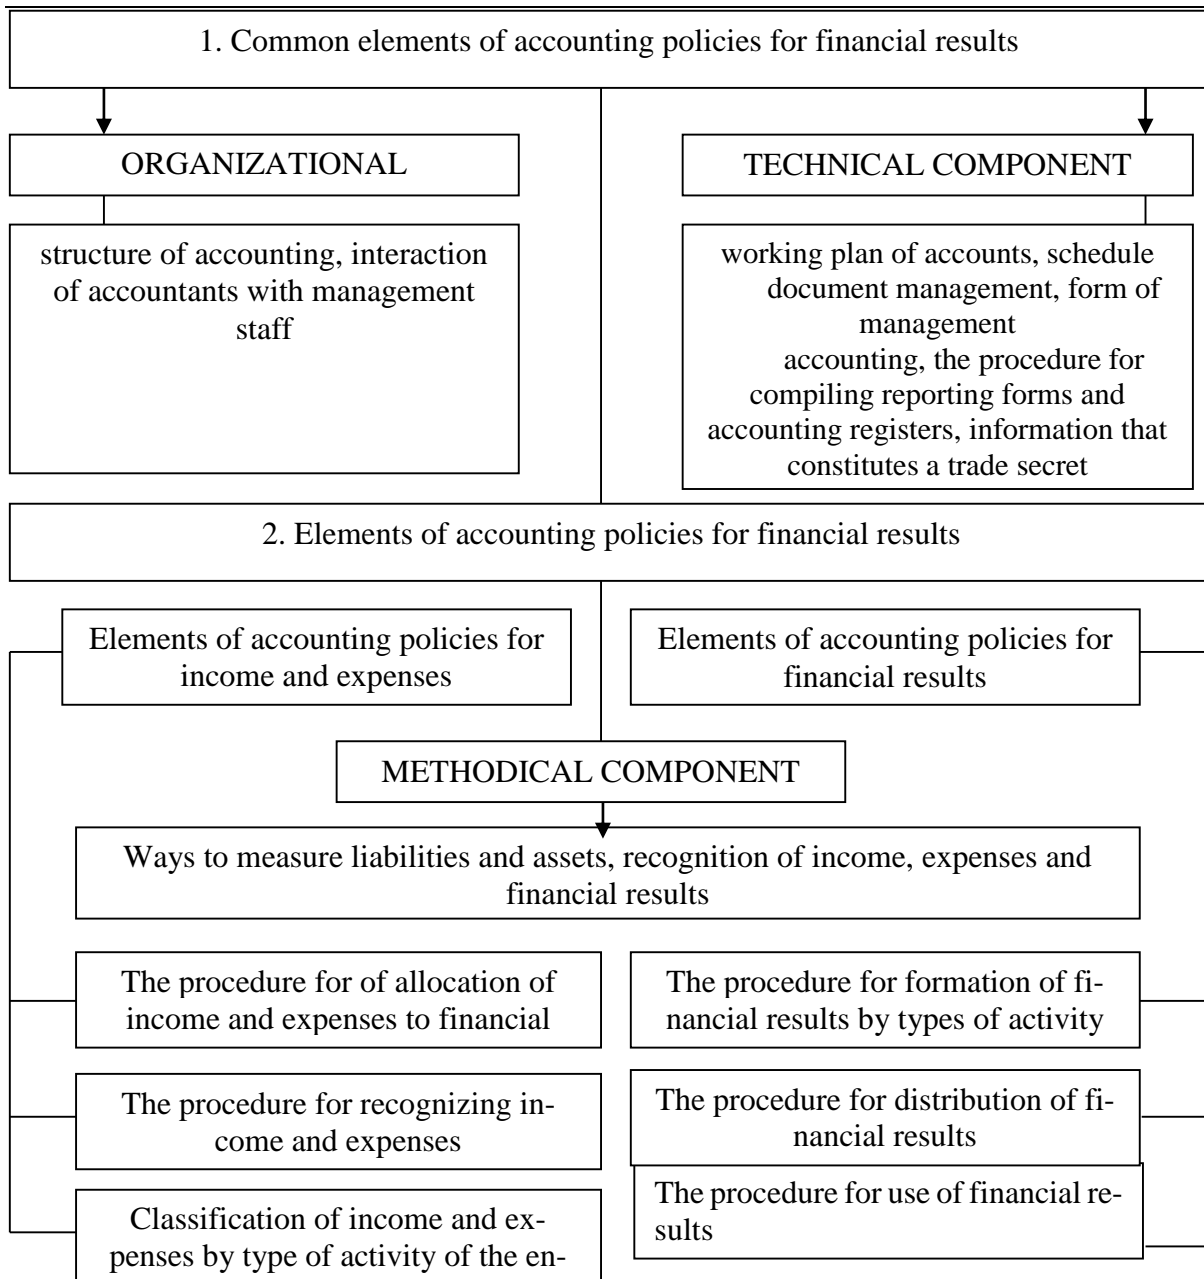 1. Common elements of accounting policies for financial results
ORGANIZATIONAL
TECHNICAL COMPONENT
structure of accounting, interaction
of accountants with management
staff
working plan of accounts, schedule
document management, form of
management
accounting, the procedure for
compiling reporting forms and
accounting registers, information that
constitutes a trade secret
2. Elements of accounting policies for financial results
Elements of accounting policies for
income and expenses
Elements of accounting policies for
financial results
METHODICAL COMPONENT
Ways to measure liabilities and assets, recognition of income, expenses and
financial results
The procedure for of allocation of
income and expenses to financial
The procedure for formation of fi-
nancial results by types of activity
The procedure for recognizing in-
come and expenses
The procedure for distribution of fi-
nancial results
Classification of income and ex-
penses by type of activity of the en-
The procedure for use of financial re-
sults